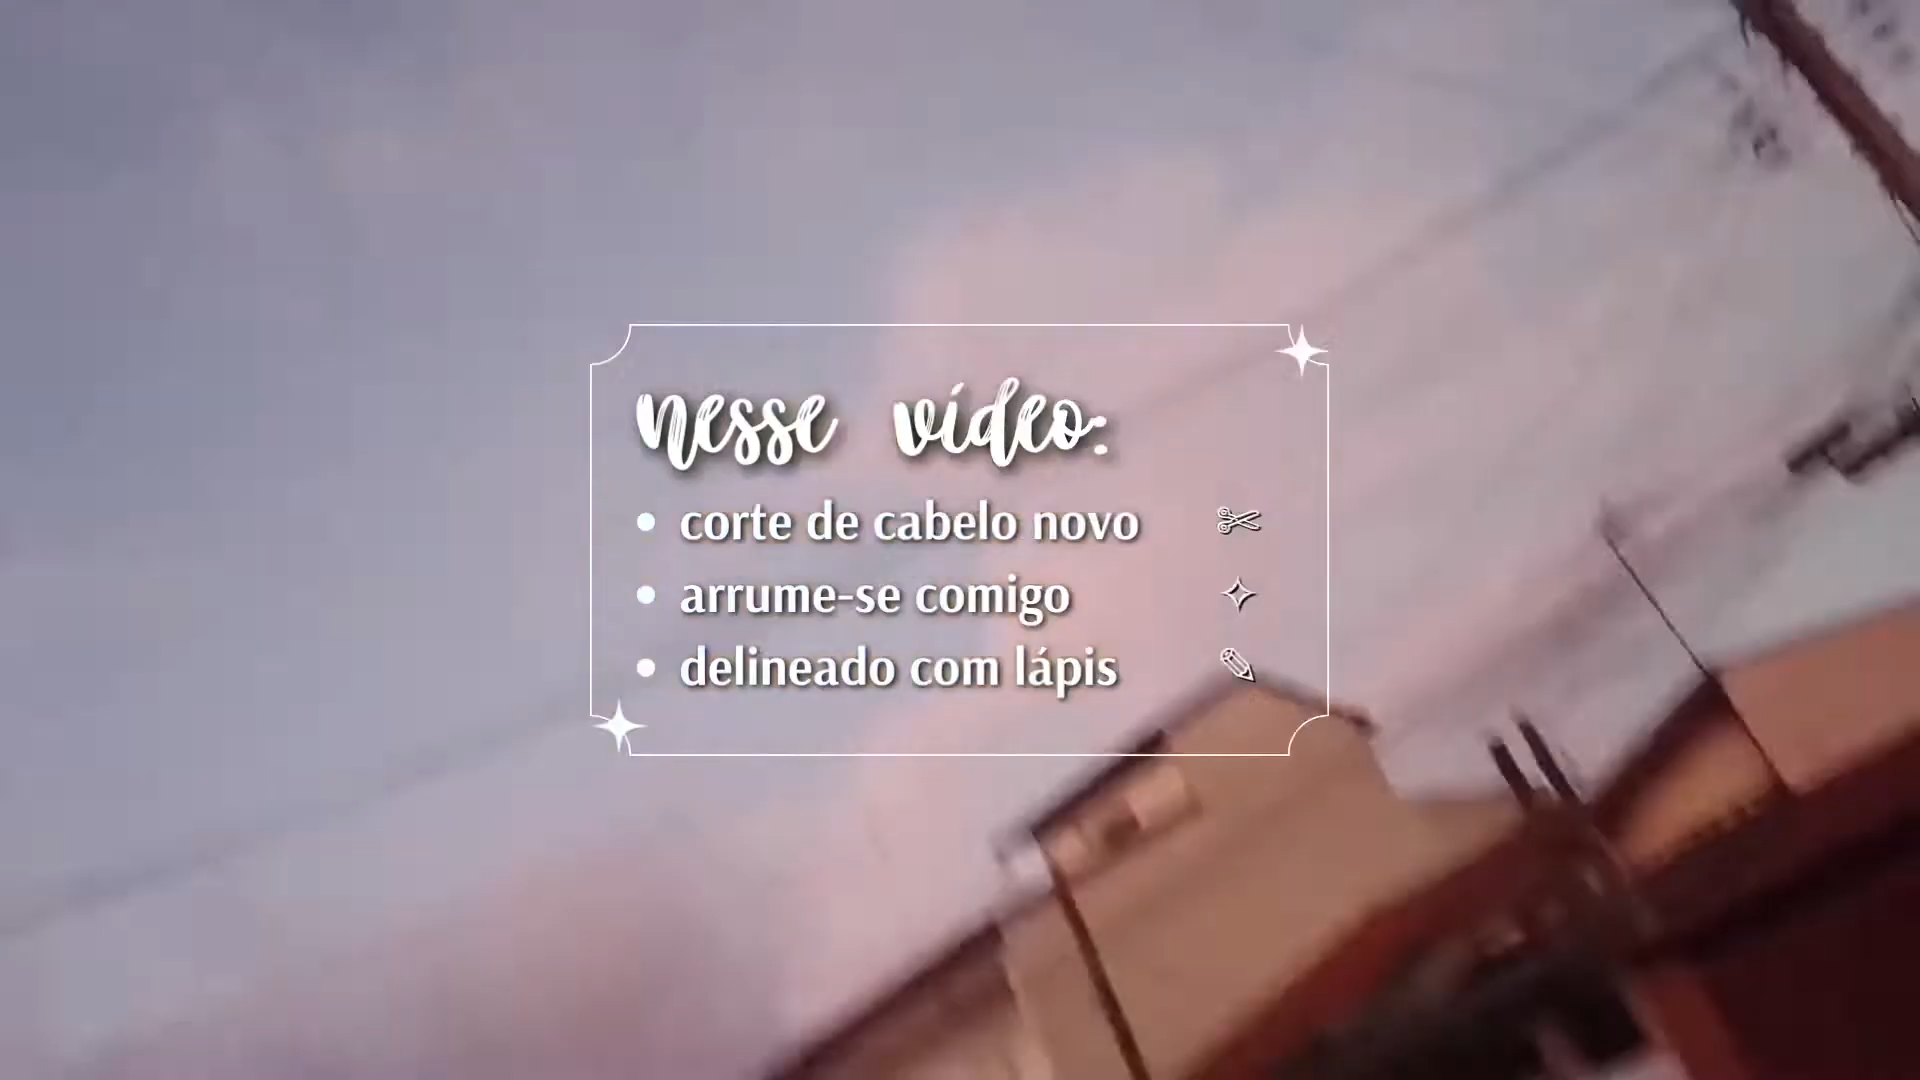 nesse vídeo:
• corte de cabelo novo
• arrume-se comigo
• delineado com lápis